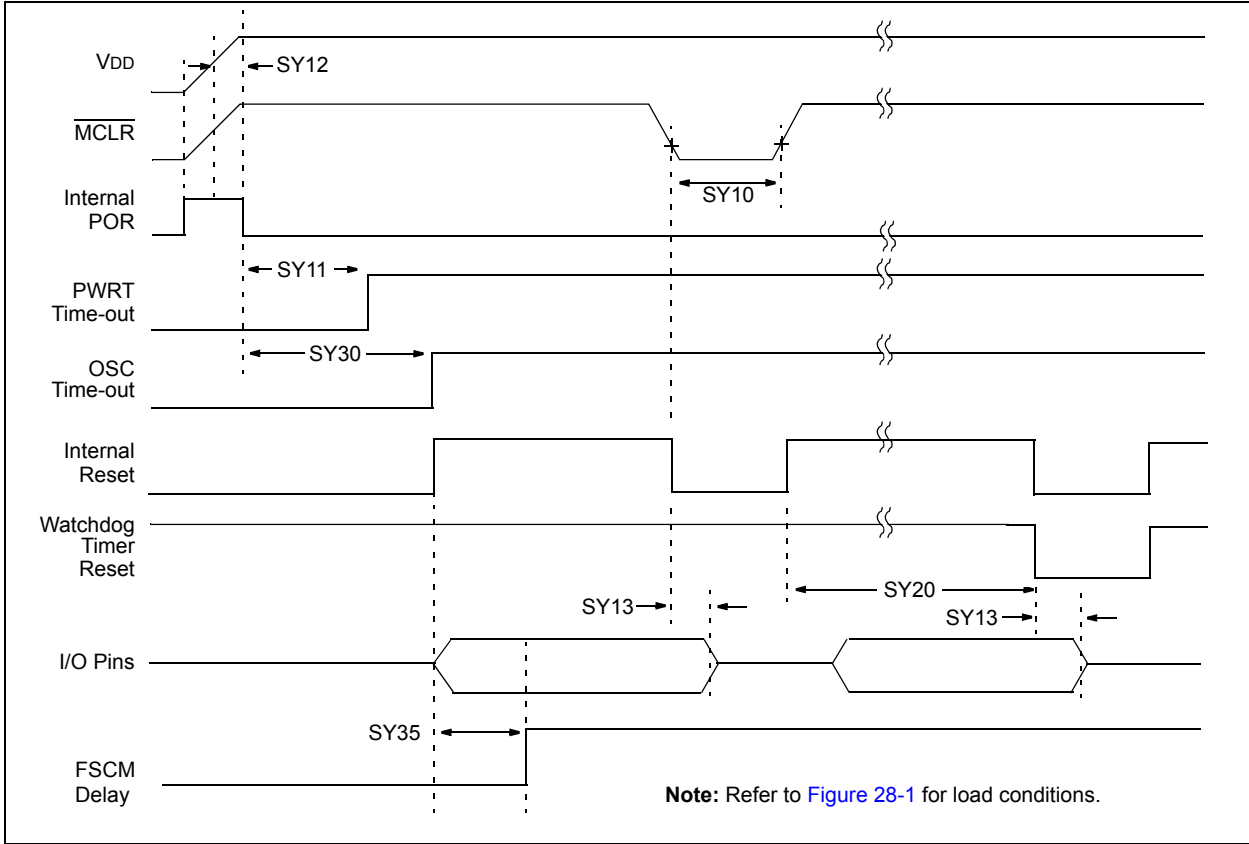 VDD
SY12
MCLR
SY10
Internal
POR
SY11
PWRT
Time-out
SY30
OSC
Time-out
Internal
Reset
Watchdog
Timer
Reset
SY20
SY13
SY13
I/O Pins
SY35
FSCM
Delay
Note: Refer to Figure 28-1 for load conditions.